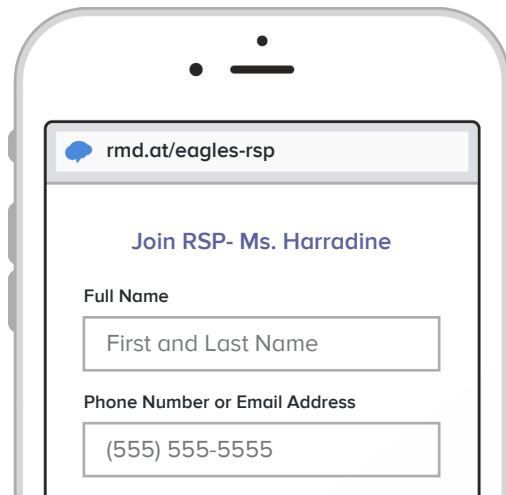 rmd.at/eagles-rsp
Join RSP- Ms. Harradine
Full Name
First and Last Name
Phone Number or Email Address
(555) 555-5555